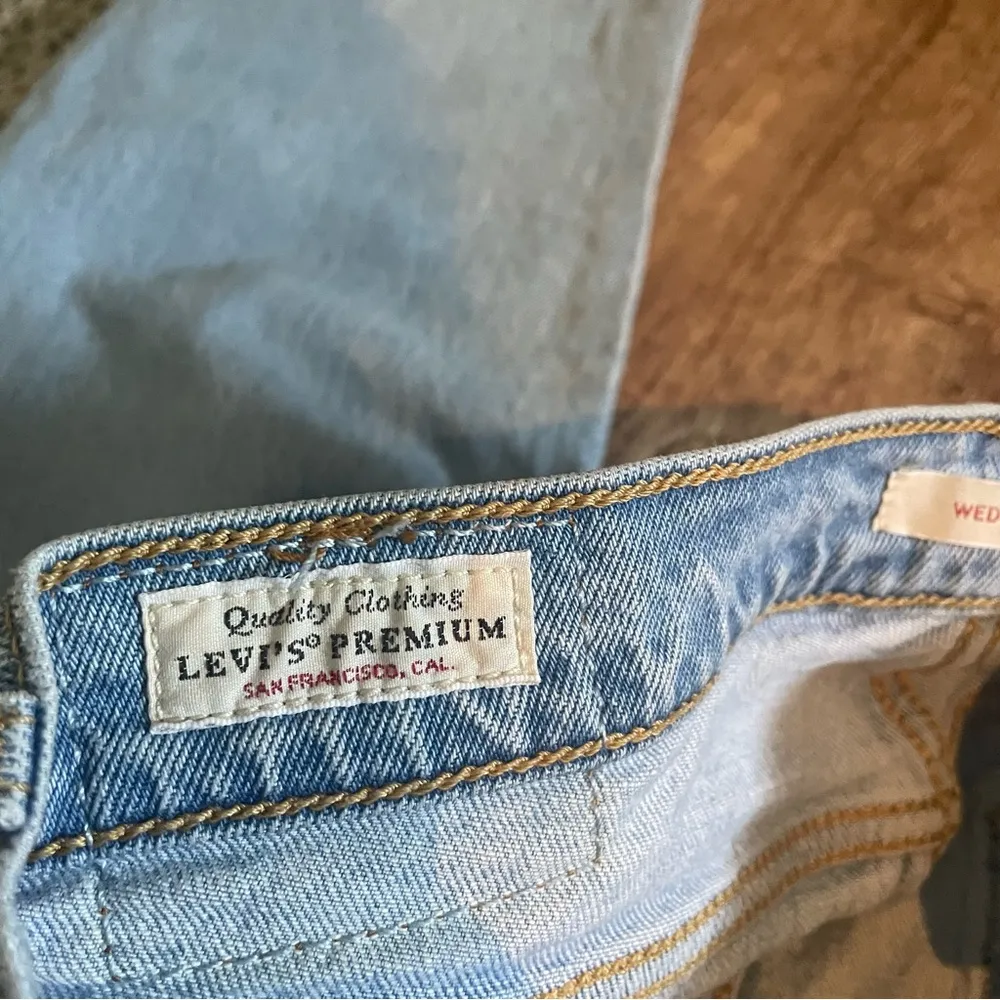 Quality Clothing
LEVI'S® PREMIUM
SAN FRANCISCO, CAL.
WED